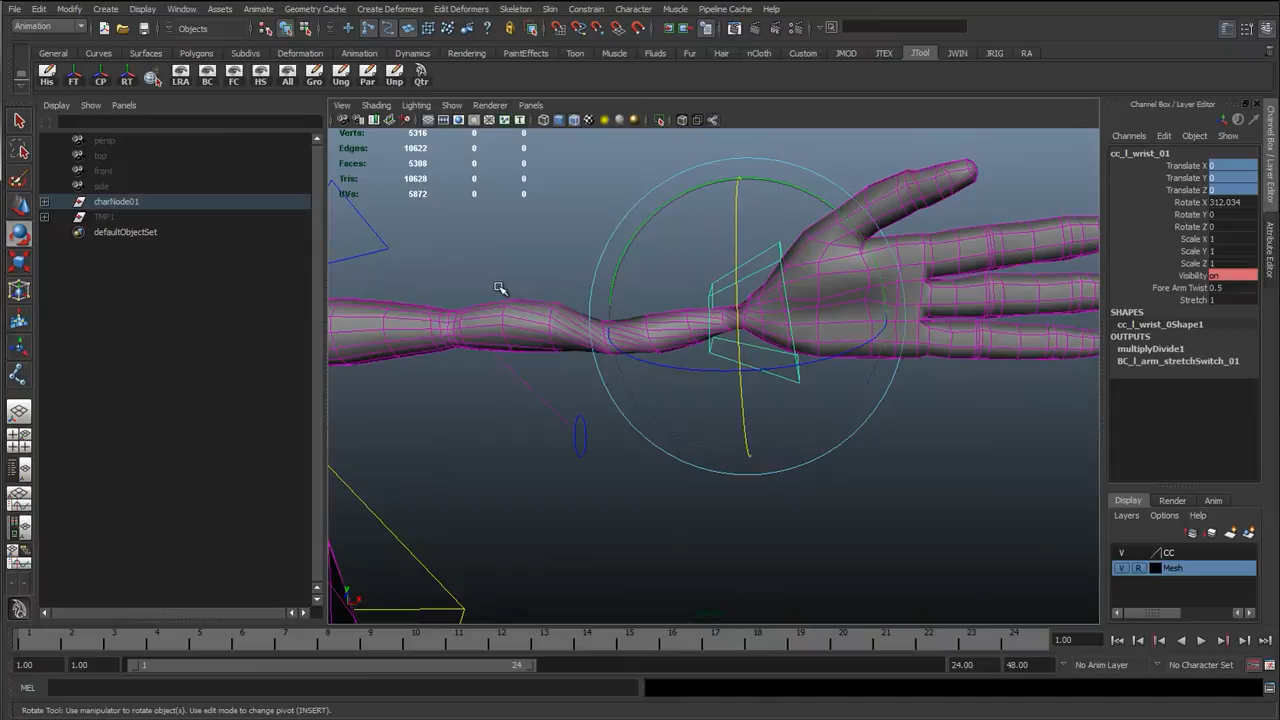 File Edit Modify Create Display Window Assets Animate Geometry Cache Create Deformers Edit Deformers Skeleton Skin Constrain Character Muscle Pipeline Cache Help
Animation Objects
General Curves Surfaces Polygons Subdivs Deformation Animation Dynamics Rendering PaintEffects Toon Muscle Fluids Fur Hair nCloth Custom JMOD JTEX JTool JWIN JRIG RA
His FT CP RT LRA BC FC HS All Gro Ung Par Unp Qtr
Display Show Panels
View Shading Lighting Show Renderer Panels
Channel Box / Layer Editor
persp
top
front
side
charNode01
TMP1
defaultObjectSet
Verts: 5316 0 0
Edges: 10622 0 0
Faces: 5308 0 0
Tris: 10628 0 0
UVs: 5872 0 0
y
x
Channels Edit Object Show
cc_l_wrist_01
Translate X 0
Translate Y 0
Translate Z 0
Rotate X 312.034
Rotate Y 0
Rotate Z 0
Scale X 1
Scale Y 1
Scale Z 1
Visibility on
Fore Arm Twist 0.5
Stretch 1
SHAPES
cc_l_wrist_0Shape1
OUTPUTS
multiplyDivide1
BC_l_arm_stretchSwitch_01
Channel Box / Layer Editor
Attribute Editor
Display Render Anim
Layers Options Help
V CC
V R Mesh
1 2 3 4 5 6 7 8 9 10 11 12 13 14 15 16 17 18 19 20 21 22 23 24 1.00
1.00 1.00 1 24 24.00 48.00 No Anim Layer No Character Set
MEL
Rotate Tool: Use manipulator to rotate object(s). Use edit mode to change pivot (INSERT).